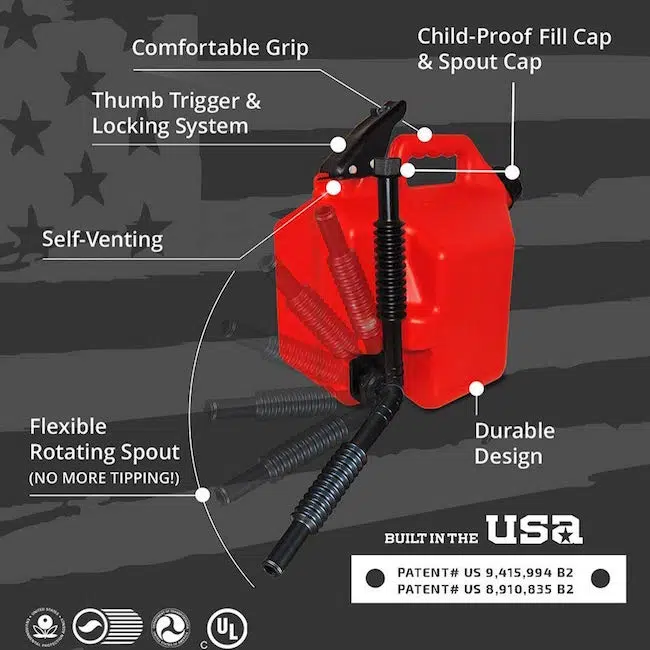 Comfortable Grip
Child-Proof Fill Cap
& Spout Cap
Thumb Trigger &
Locking System
Self-Venting
Flexible
Rotating Spout
(NO MORE TIPPING!)
Durable
Design
BUILT IN THE USA
PATENT# US 9,415,994 B2
PATENT# US 8,910,835 B2
C UL